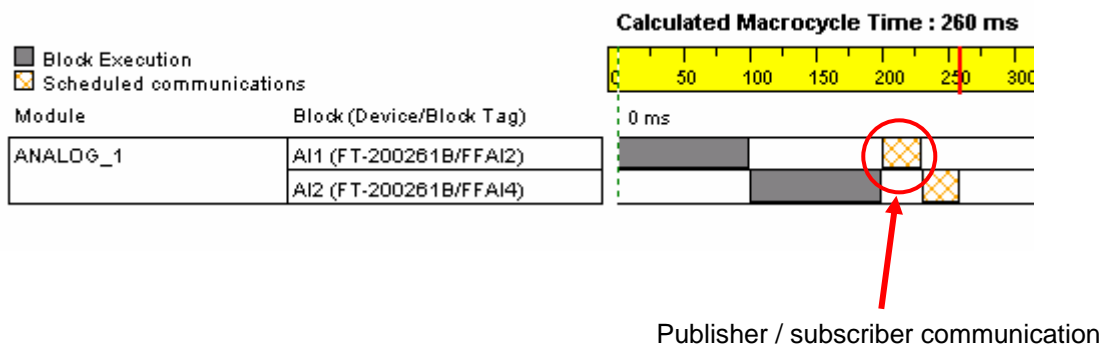 Calculated Macrocycle Time : 260 ms
Block Execution
Scheduled communications
0 50 100 150 200 250 300
Module Block (Device/Block Tag) 0 ms
ANALOG_1 AI1 (FT-200261B/FFAI2)
AI2 (FT-200261B/FFAI4)
Publisher / subscriber communication